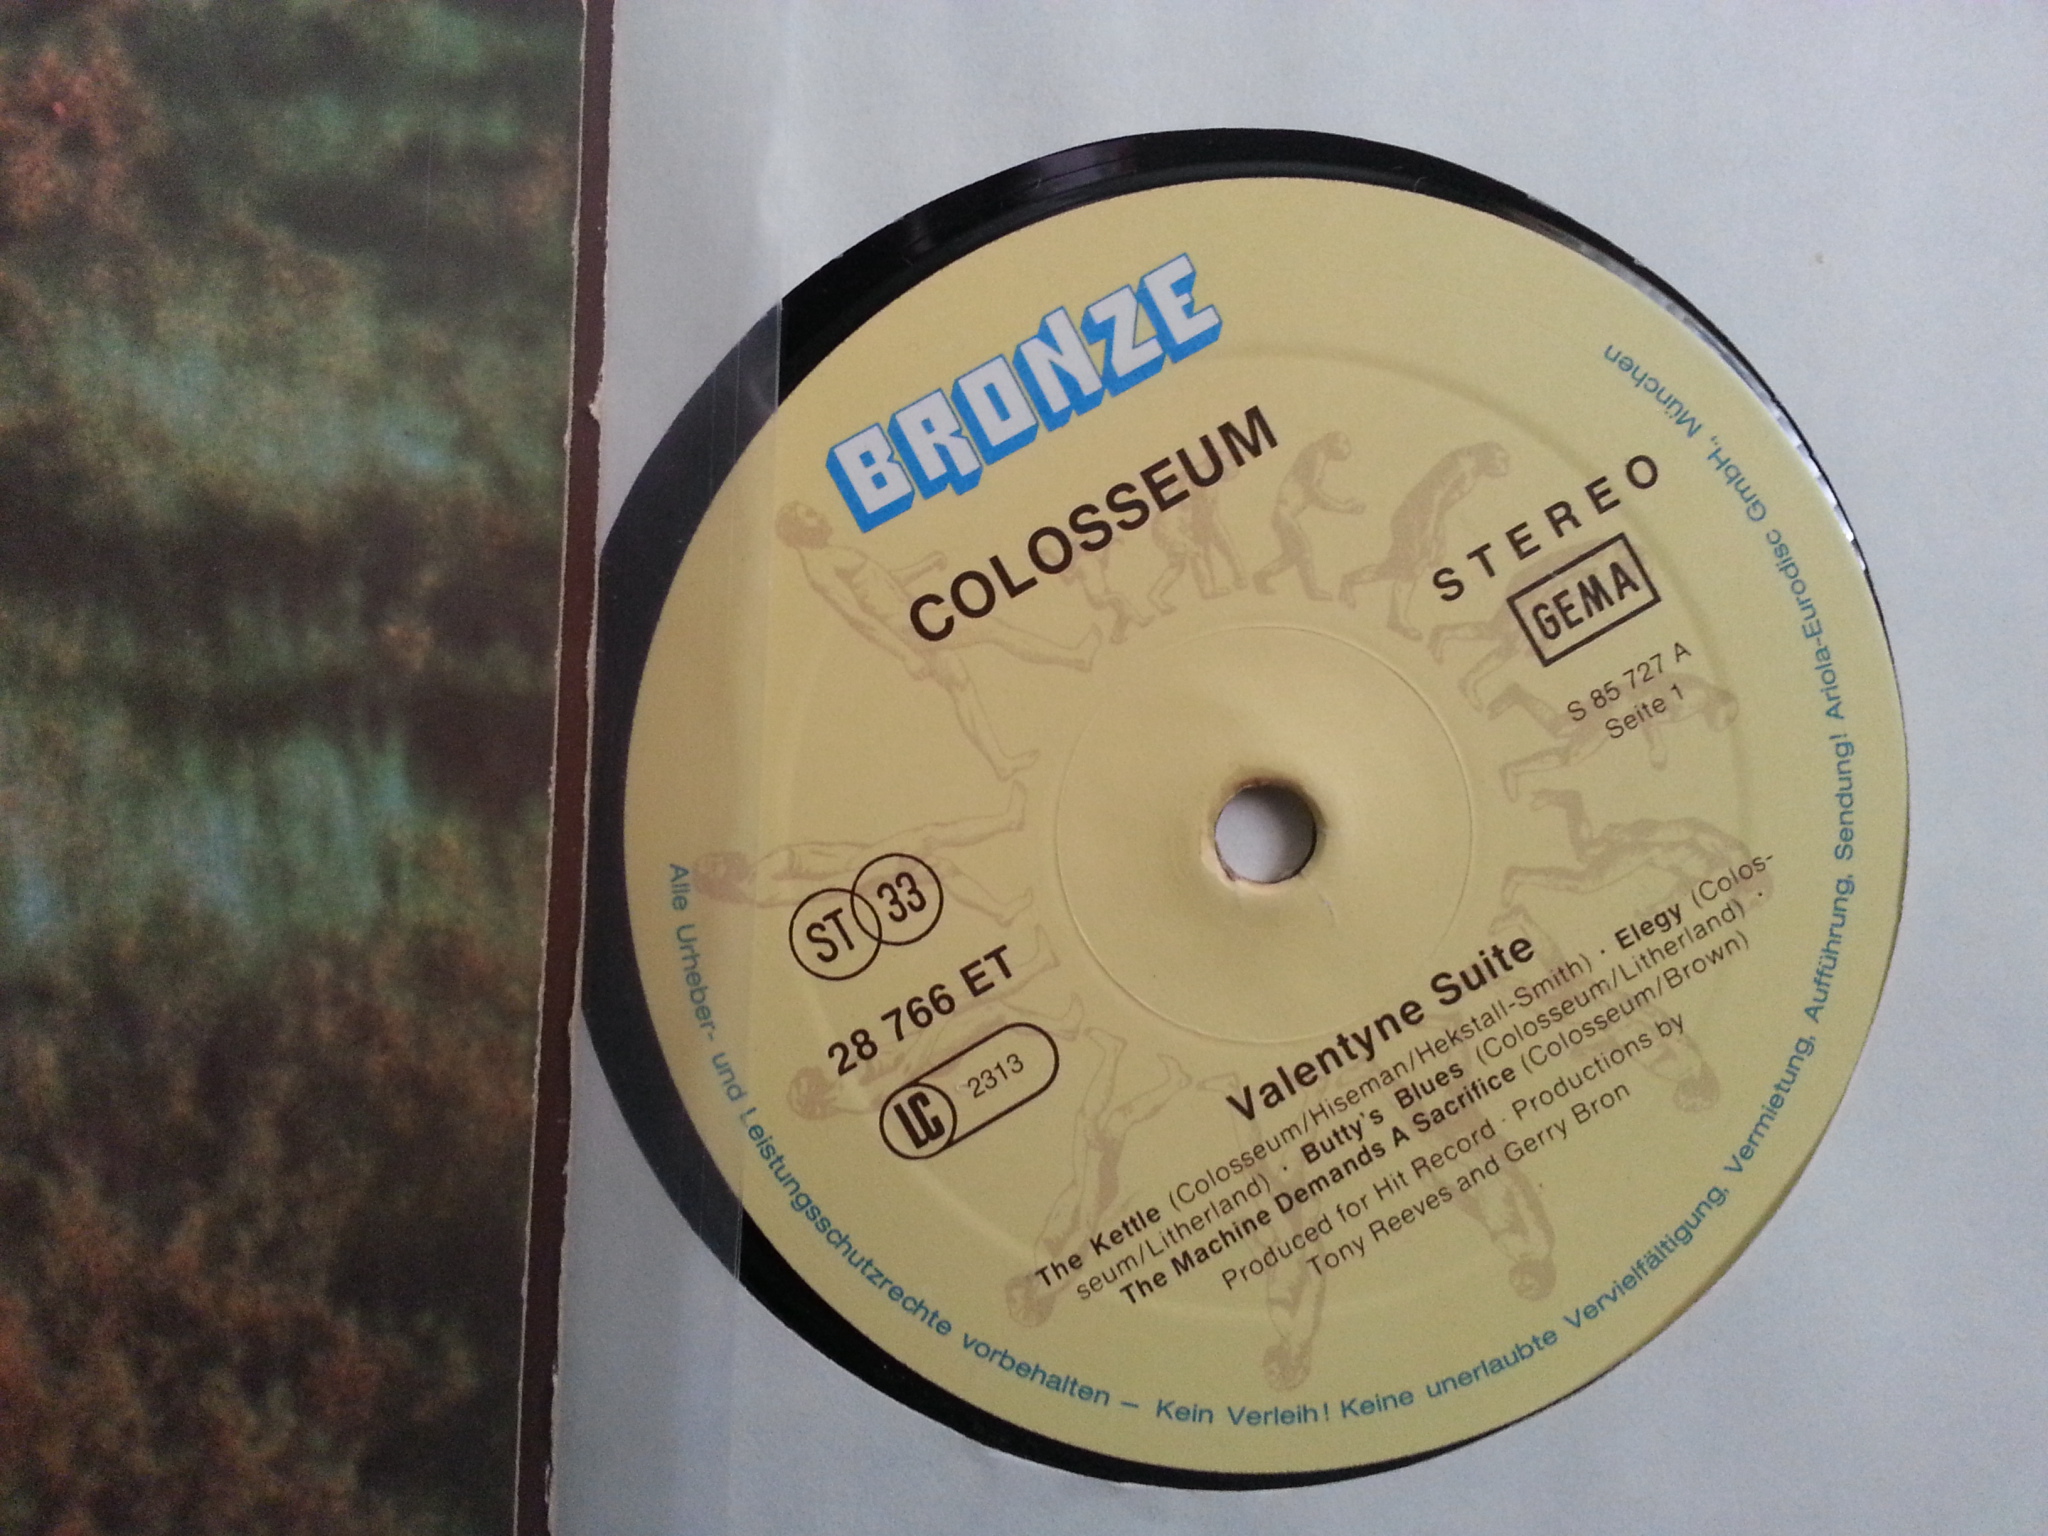 BRONZE
COLOSSEUM
STEREO
GEMA
S 85 727 A
Seite 1
ST 33
28 766 ET
LC 2313
Valentyne Suite
The Kettle (Colosseum/Hiseman/Hekstall-Smith) · Elegy (Colos-
seum/Litherland) · Butty's Blues (Colosseum/Litherland) ·
The Machine Demands A Sacrifice (Colosseum/Brown)
Produced for Hit Record · Productions by
Tony Reeves and Gerry Bron
Alle Urheber- und Leistungsschutzrechte vorbehalten – Kein Verleih! Keine unerlaubte Vervielfältigung, Vermietung, Aufführung, Sendung! Ariola-Eurodisc GmbH., München